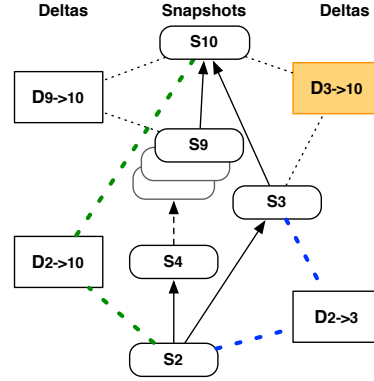 Deltas Snapshots Deltas
S10
D9->10
D3->10
S9
S3
D2->10
S4
D2->3
S2